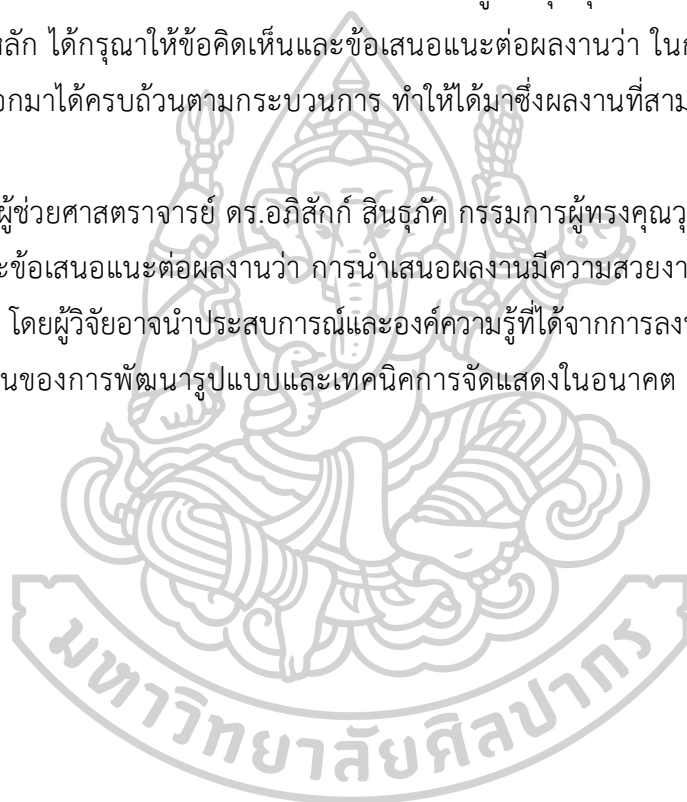 หลัก ได้กรุณาให้ข้อคิดเห็นและข้อเสนอแนะต่อผลงานว่า
อกมาได้ครบถ้วนตามกระบวนการ ทำให้ได้มาซึ่งผลงานที่สาม
ผู้ช่วยศาสตราจารย์ ดร.อภิสักก์ สินธุภัค กรรมการผู้ทรงคุณวุ
ะข้อเสนอแนะต่อผลงานว่า การนำเสนอผลงานมีความสวยงา
โดยผู้วิจัยอาจนำประสบการณ์และองค์ความรู้ที่ได้จากการลง
นของการพัฒนารูปแบบและเทคนิคการจัดแสดงในอนาคต
มหาวิทยาลัยศิลปากร